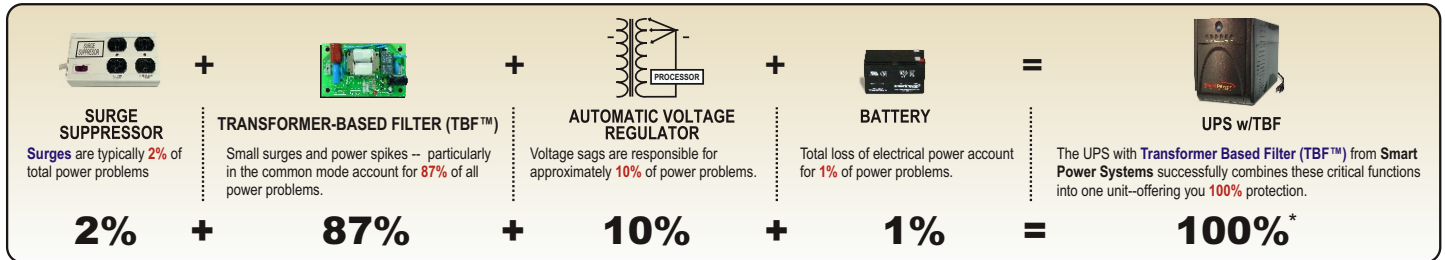 SURGE
SUPPRESSOR
+
+
PROCESSOR
+
=
SURGE
SUPPRESSOR
Surges are typically 2% of
total power problems
TRANSFORMER-BASED FILTER (TBF™)
Small surges and power spikes -- particularly
in the common mode account for 87% of all
power problems.
AUTOMATIC VOLTAGE
REGULATOR
Voltage sags are responsible for
approximately 10% of power problems.
BATTERY
Total loss of electrical power account
for 1% of power problems.
UPS w/TBF
The UPS with Transformer Based Filter (TBF™) from Smart
Power Systems successfully combines these critical functions
into one unit--offering you 100% protection.
2% + 87% + 10% + 1% = 100%*